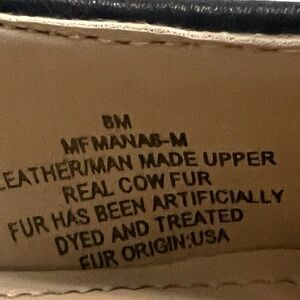 8M
MFMANA6-M
LEATHER/MAN MADE UPPER
REAL COW FUR
FUR HAS BEEN ARTIFICIALLY
DYED AND TREATED
FUR ORIGIN:USA